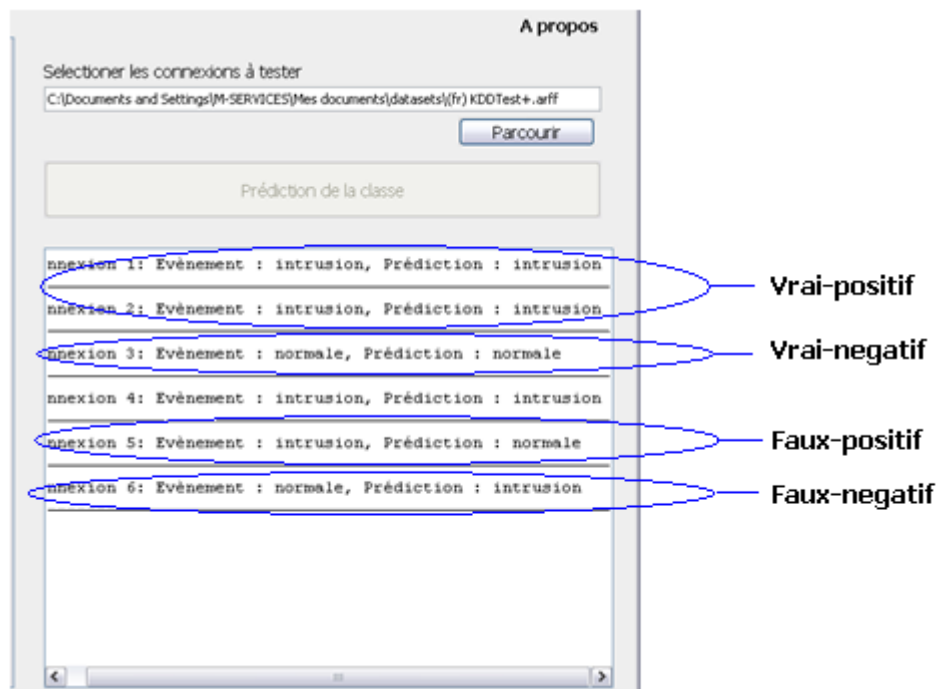 A propos
Selectioner les connexions à tester
C:\Documents and Settings\M-SERVICES\Mes documents\datasets\(fr) KDDTest+.arff
Parcourir
Prédiction de la classe
nnexion 1: Evènement : intrusion, Prédiction : intrusion
nnexion 2: Evènement : intrusion, Prédiction : intrusion
Vrai-positif
nnexion 3: Evènement : normale, Prédiction : normale
Vrai-negatif
nnexion 4: Evènement : intrusion, Prédiction : intrusion
nnexion 5: Evènement : intrusion, Prédiction : normale
Faux-positif
nnexion 6: Evènement : normale, Prédiction : intrusion
Faux-negatif